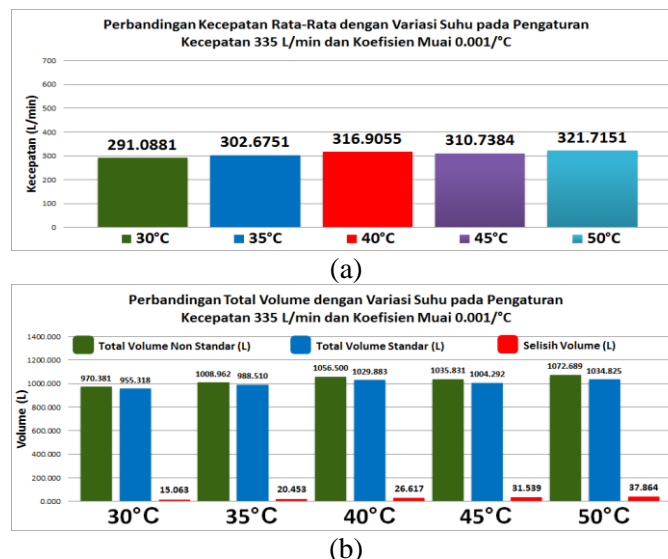 Perbandingan Kecepatan Rata-Rata dengan Variasi Suhu pada Pengaturan
Kecepatan 335 L/min dan Koefisien Muai 0.001/°C
Kecepatan (L/min)
700
600
500
400
300
200
100
0
291.0881
302.6751
316.9055
310.7384
321.7151
30°C
35°C
40°C
45°C
50°C
(a)
Perbandingan Total Volume dengan Variasi Suhu pada Pengaturan
Kecepatan 335 L/min dan Koefisien Muai 0.001/°C
Total Volume Non Standar (L)
Total Volume Standar (L)
Selisih Volume (L)
Volume (L)
1400.000
1200.000
1000.000
800.000
600.000
400.000
200.000
0.000
970.381
955.318
15.063
1008.962
988.510
20.453
1056.500
1029.883
26.617
1035.831
1004.292
31.539
1072.689
1034.825
37.864
30°C
35°C
40°C
45°C
50°C
(b)